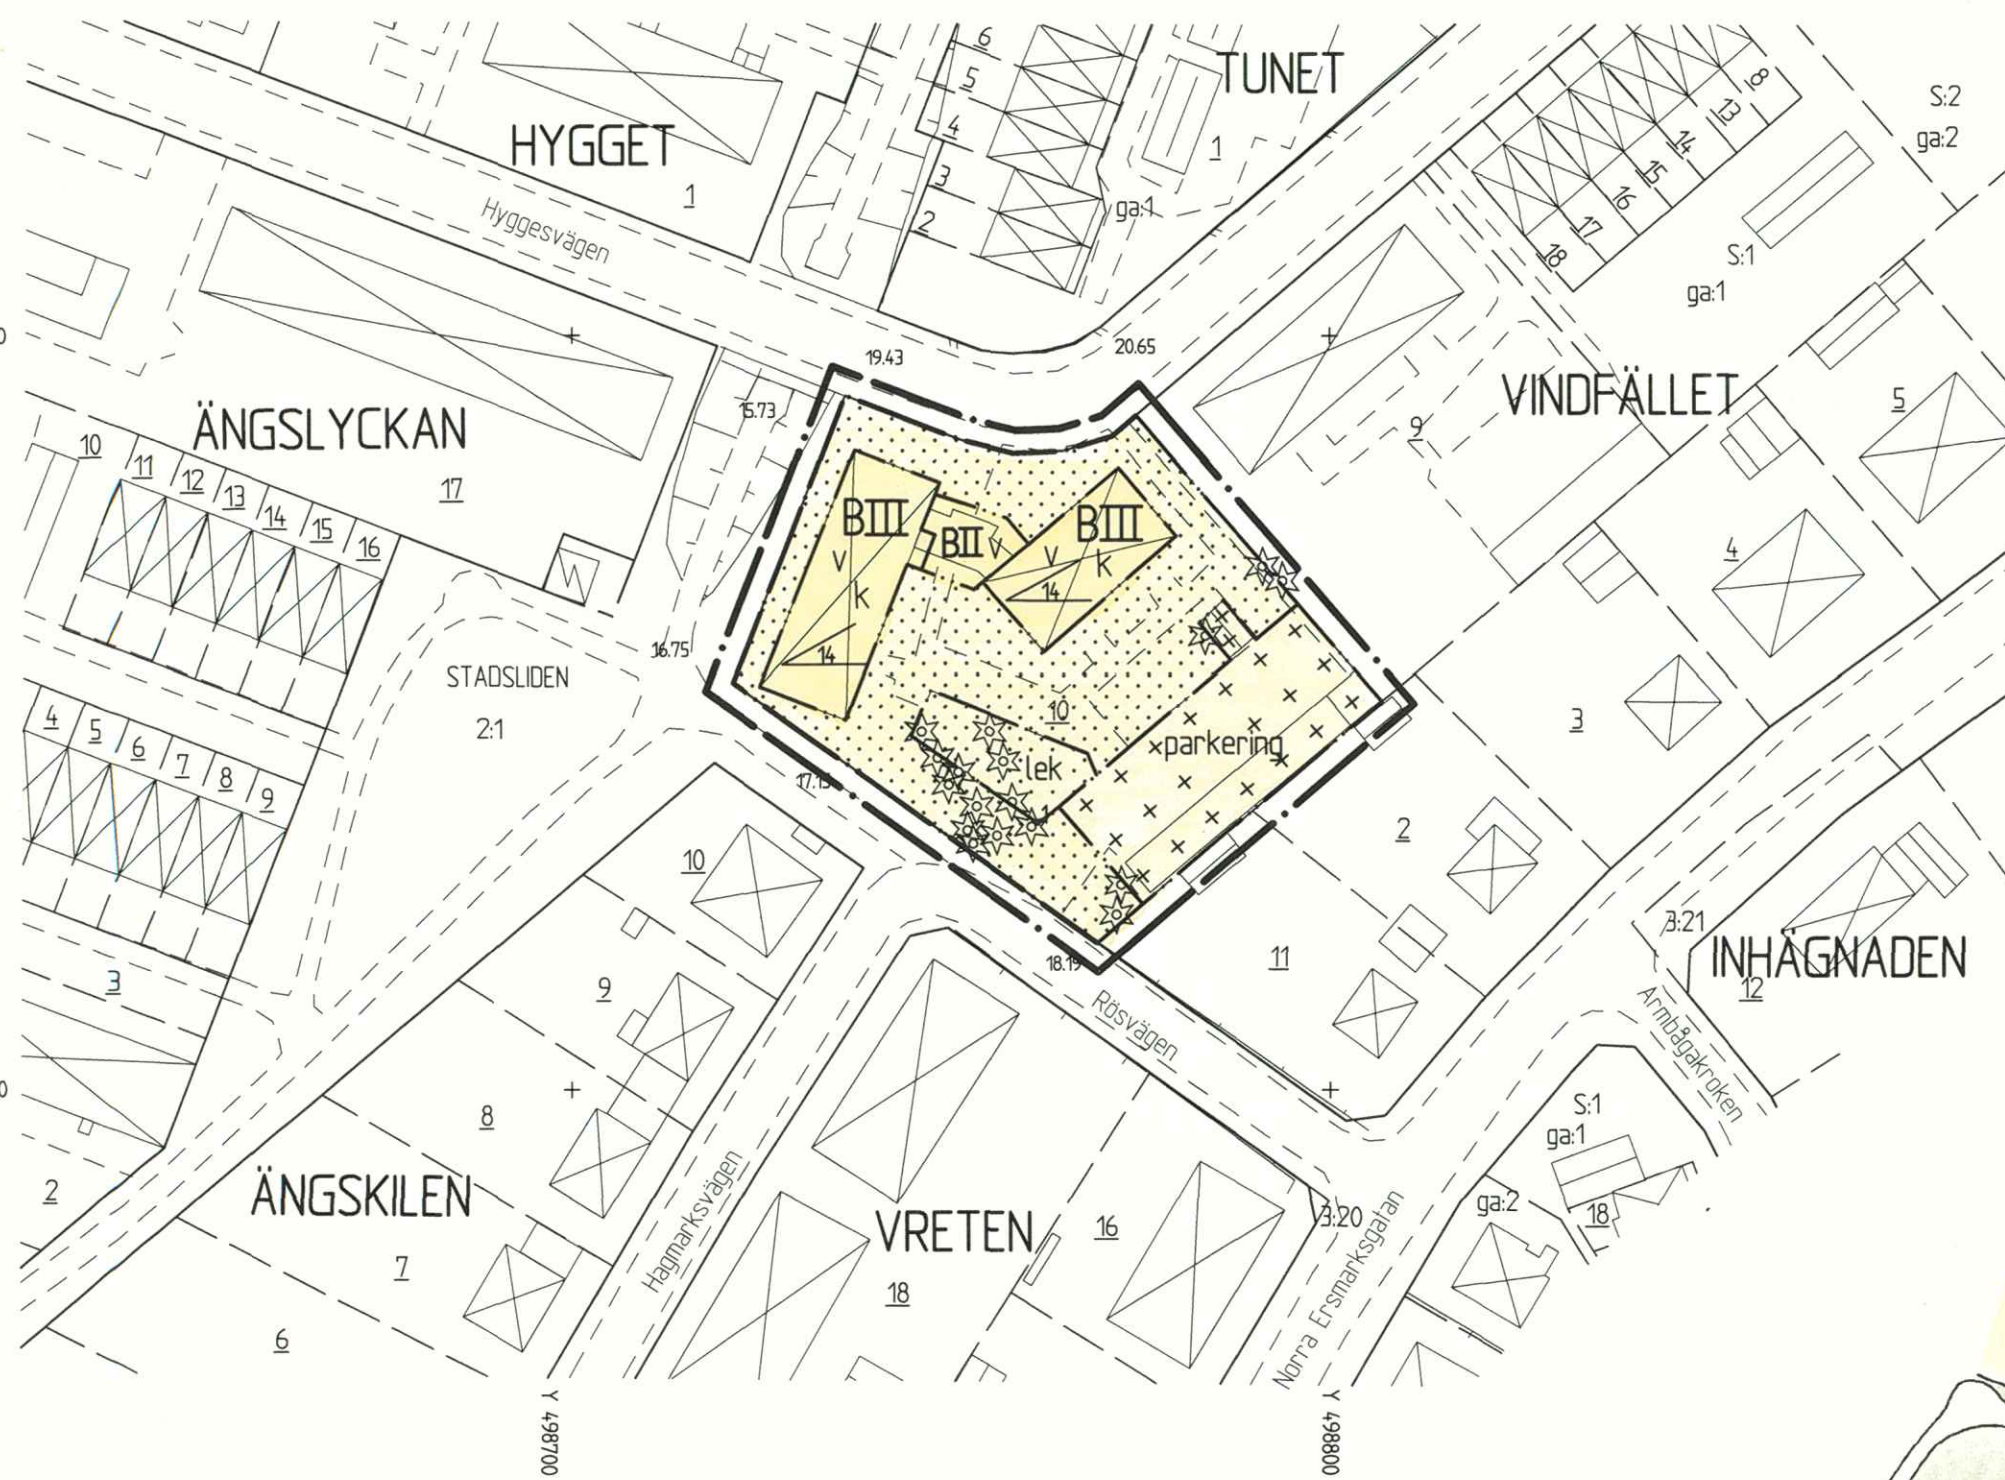 TUNET
6
5
4
3
2
1
ga:1
8
13
14
15
16
17
18
S:2
ga:2
S:1
ga:1
HYGGET
1
Hyggesvägen
19.43
20.65
15.73
16.75
ÄNGSLYCKAN
17
10
11
12
13
14
15
16
VINDFÄLLET
9
5
4
3
2
11
BIII
v
k
14
BII
v
BIII
v
k
14
10
lek
parkering
STADSLIDEN
2:1
4
5
6
7
8
9
3
2
10
9
8
7
6
18.19
Rösvägen
3:21
INHÄGNADEN
12
Armbågakroken
S:1
ga:1
ga:2
18
ÄNGSKILEN
Hagmarksvägen
VRETEN
18
16
3:20
Norra Ersmarksgatan
Y 498700
Y 498800